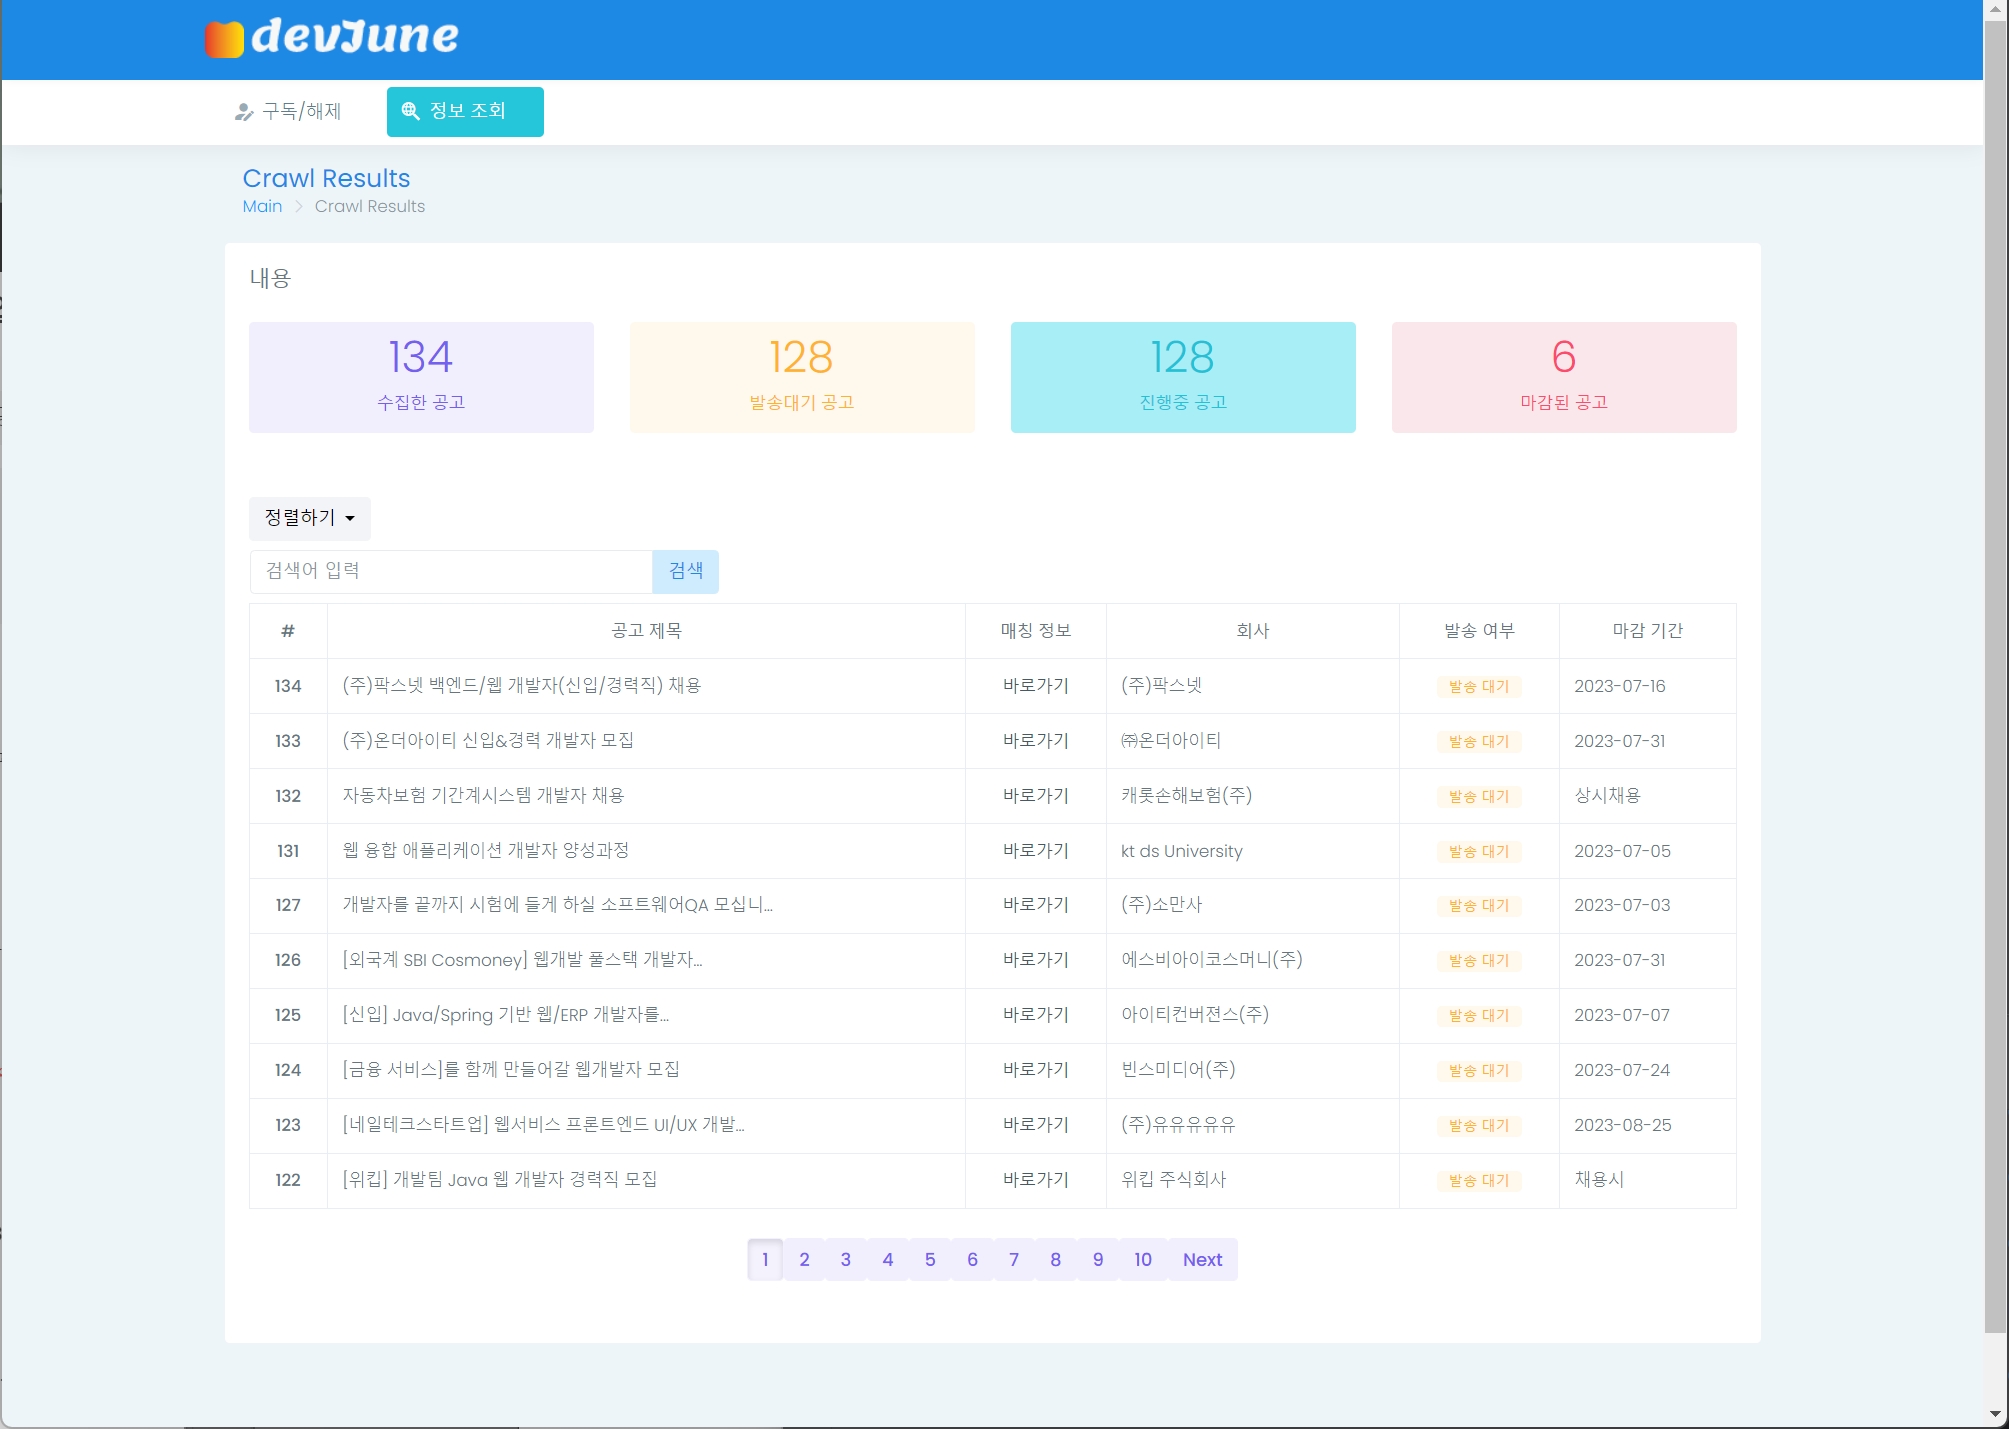 devJune
구독/해제
정보 조회
Crawl Results
Main > Crawl Results
내용
134
수집한 공고
128
발송대기 공고
128
진행중 공고
6
마감된 공고
정렬하기
검색어 입력
검색
# 공고 제목 매칭 정보 회사 발송 여부 마감 기간
134 (주)팍스넷 백엔드/웹 개발자(신입/경력직) 채용 바로가기 (주)팍스넷 발송 대기 2023-07-16
133 (주)온더아이티 신입&경력 개발자 모집 바로가기 ㈜온더아이티 발송 대기 2023-07-31
132 자동차보험 기간계시스템 개발자 채용 바로가기 캐롯손해보험(주) 발송 대기 상시채용
131 웹 융합 애플리케이션 개발자 양성과정 바로가기 kt ds University 발송 대기 2023-07-05
127 개발자를 끝까지 시험에 들게 하실 소프트웨어QA 모십니... 바로가기 (주)소만사 발송 대기 2023-07-03
126 [외국계 SBI Cosmoney] 웹개발 풀스택 개발자... 바로가기 에스비아이코스머니(주) 발송 대기 2023-07-31
125 [신입] Java/Spring 기반 웹/ERP 개발자를... 바로가기 아이티컨버젼스(주) 발송 대기 2023-07-07
124 [금융 서비스]를 함께 만들어갈 웹개발자 모집 바로가기 빈스미디어(주) 발송 대기 2023-07-24
123 [네일테크스타트업] 웹서비스 프론트엔드 UI/UX 개발... 바로가기 (주)유유유유유 발송 대기 2023-08-25
122 [위킵] 개발팀 Java 웹 개발자 경력직 모집 바로가기 위킵 주식회사 발송 대기 채용시
1 2 3 4 5 6 7 8 9 10 Next